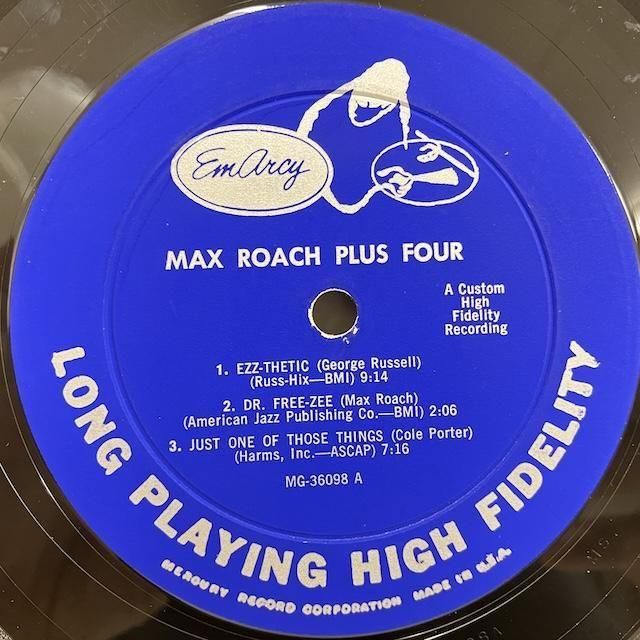 EmArcy
MAX ROACH PLUS FOUR
A Custom
High
Fidelity
Recording
1. EZZ-THETIC (George Russell)
(Russ-Hix—BMI) 9:14
2. DR. FREE-ZEE (Max Roach)
(American Jazz Publishing Co.—BMI) 2:06
3. JUST ONE OF THOSE THINGS (Cole Porter)
(Harms, Inc.—ASCAP) 7:16
MG-36098 A
LONG PLAYING HIGH FIDELITY
MERCURY RECORD CORPORATION MADE IN U.S.A.